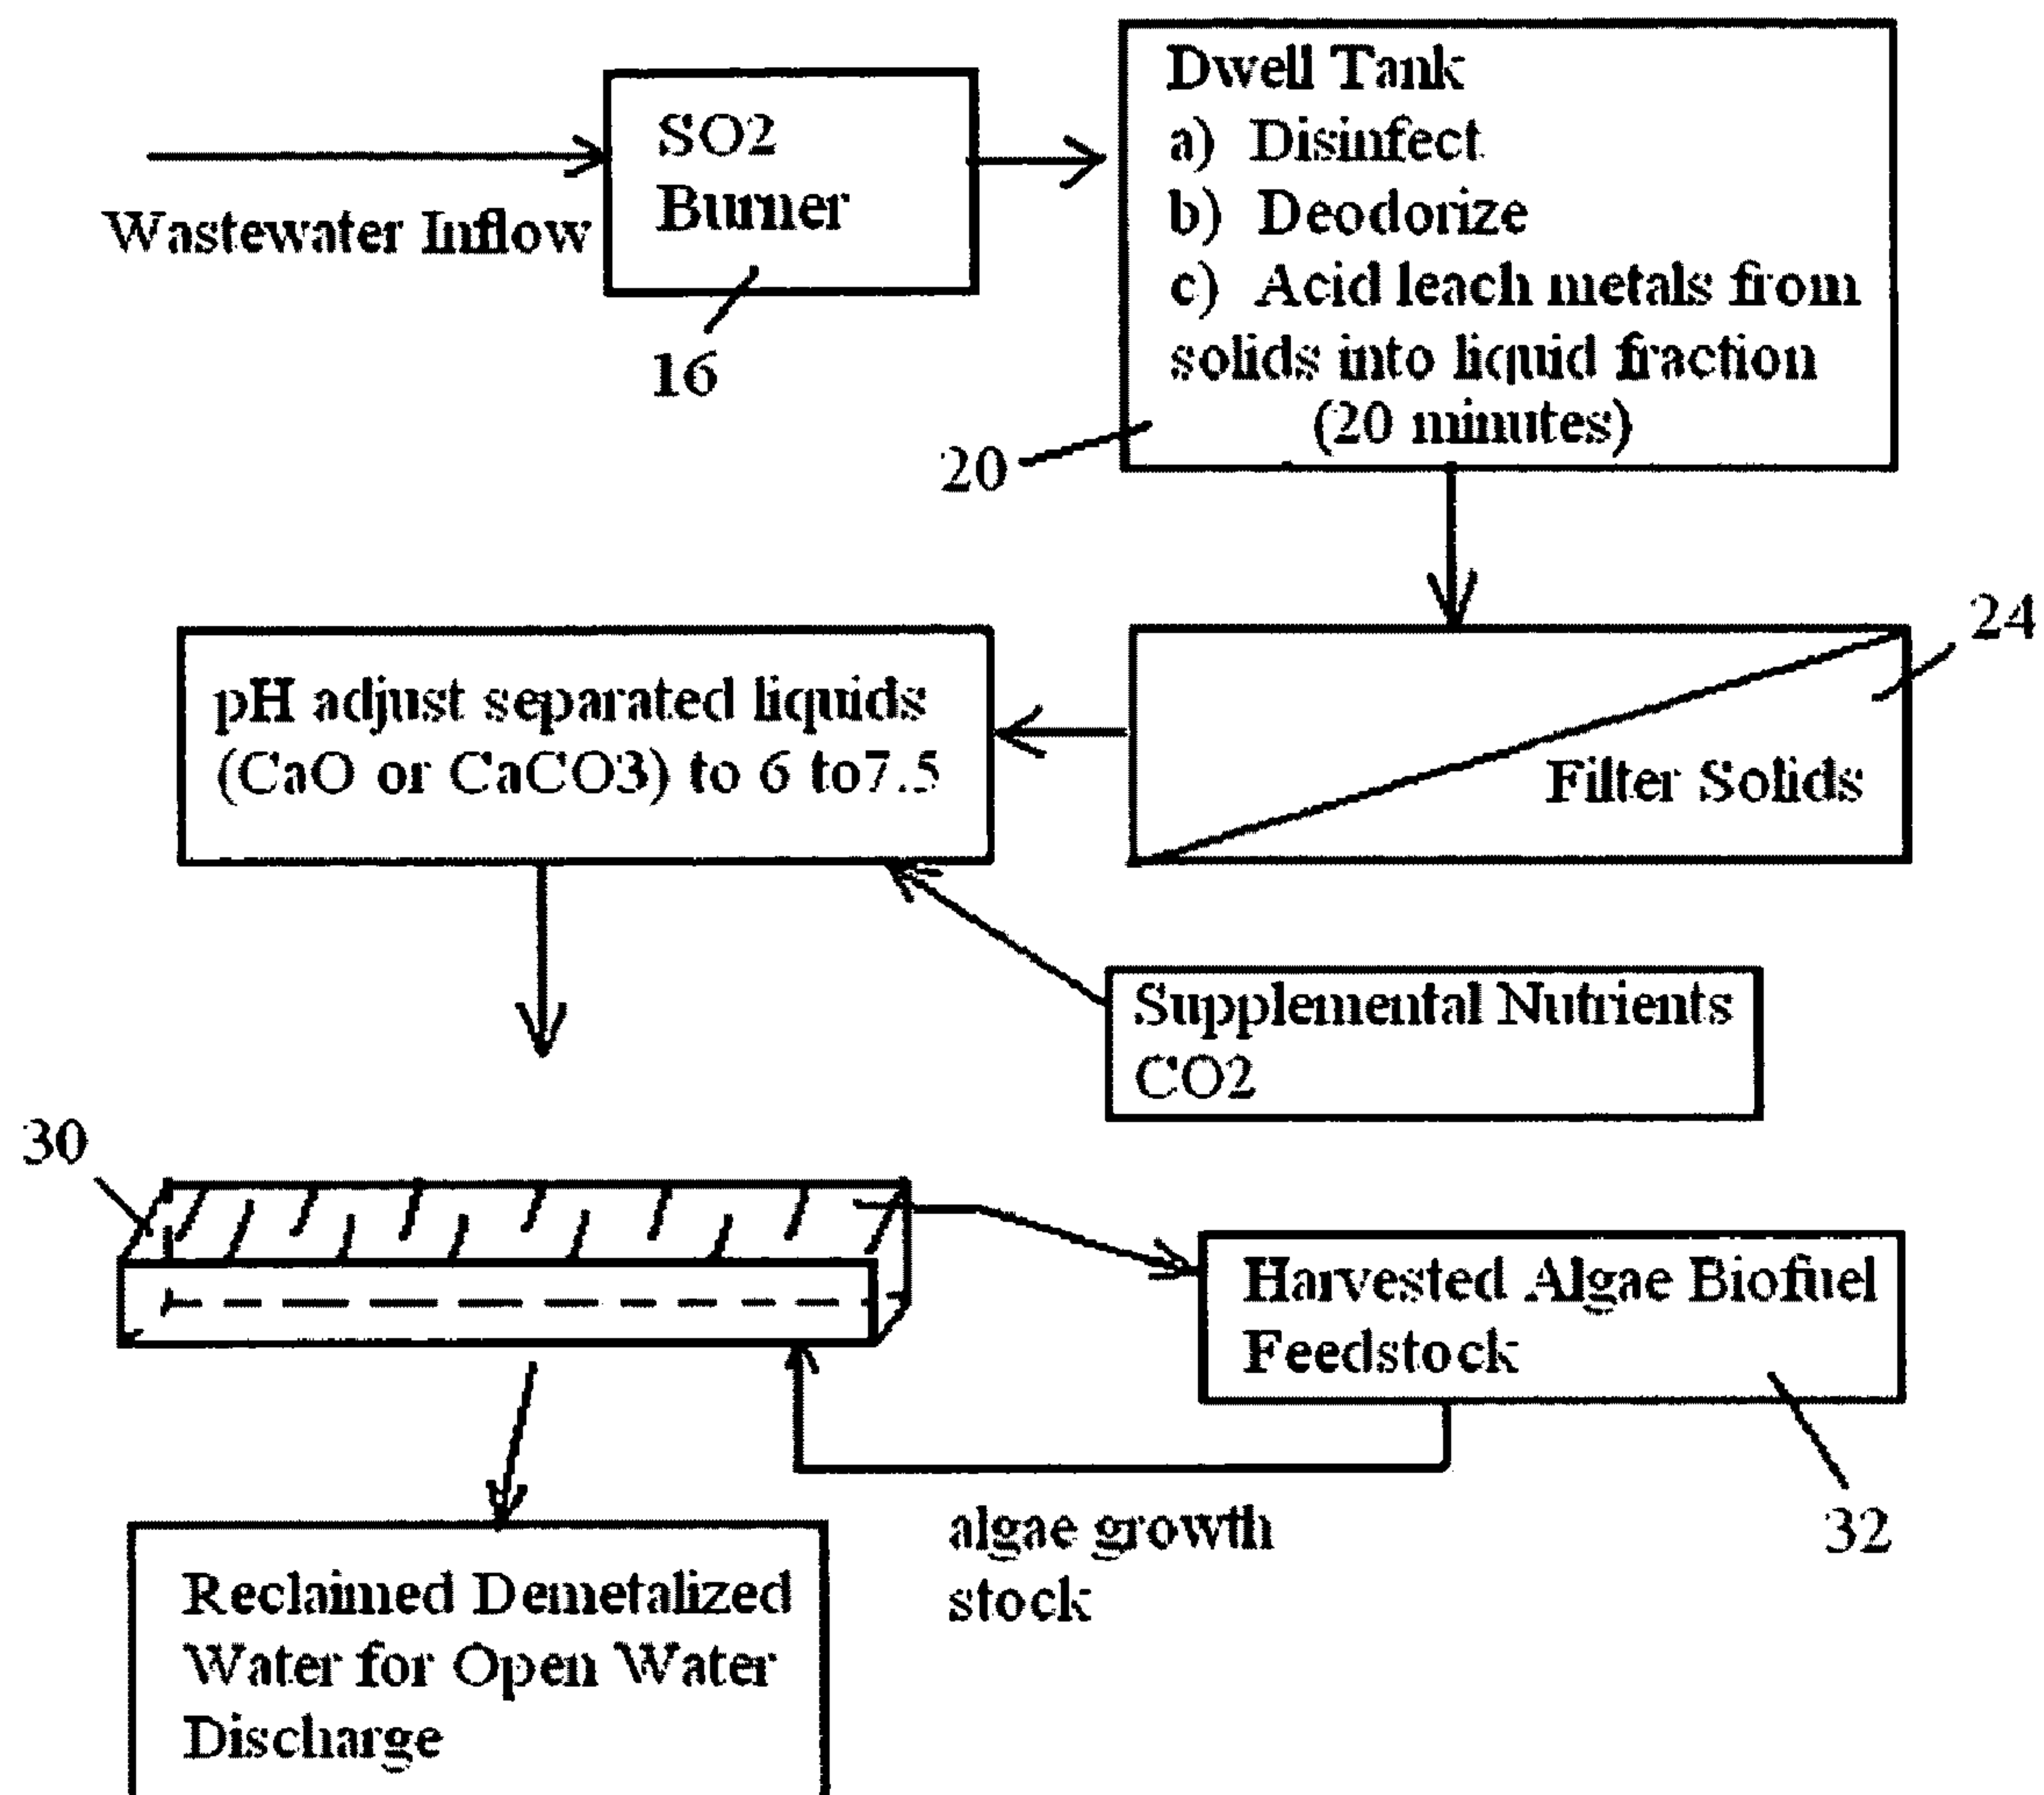 Wastewater Inflow
SO2
Burner
16
Dwell Tank
a) Disinfect
b) Deodorize
c) Acid leach metals from
solids into liquid fraction
(20 minutes)
20
24
Filter Solids
pH adjust separated liquids
(CaO or CaCO3) to 6 to7.5
Supplemental Nutrients
CO2
30
Harvested Algae Biofuel
Feedstock
32
algae growth
stock
Reclaimed Demetalized
Water for Open Water
Discharge